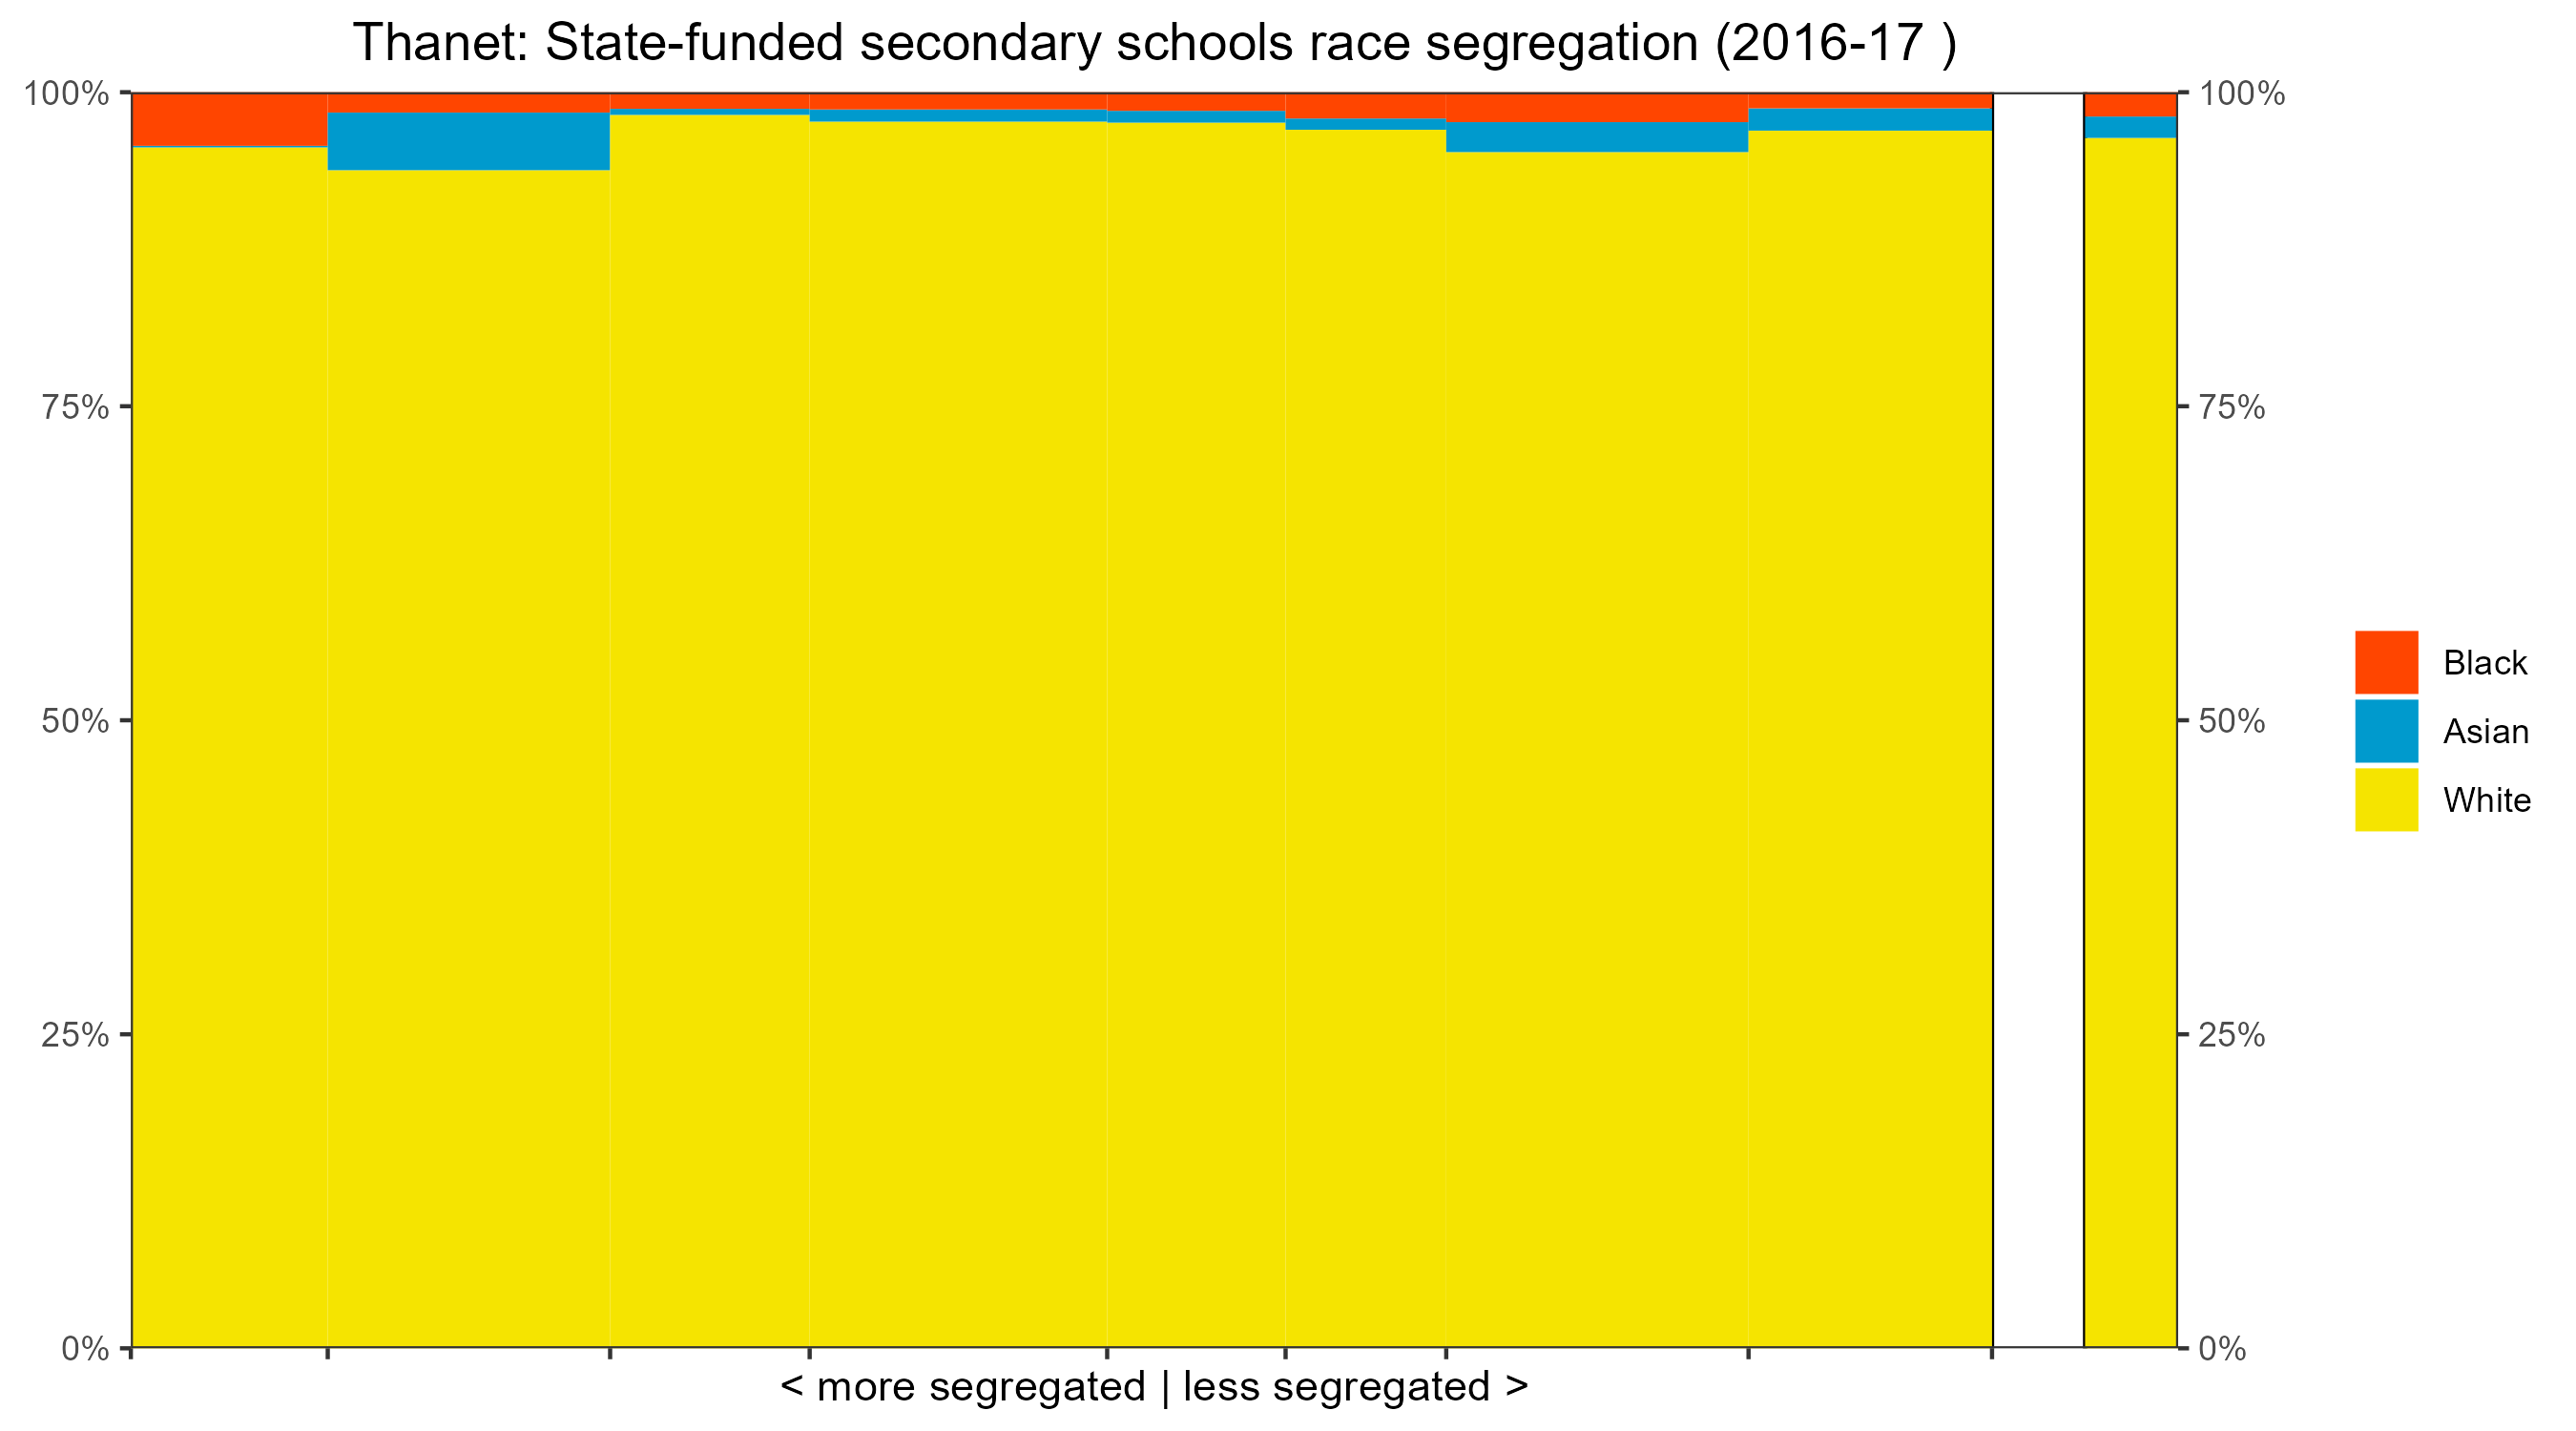 Thanet: State-funded secondary schools race segregation (2016-17 )
100%
100%
75%
75%
50%
50%
25%
25%
0%
0%
Black
Asian
White
< more segregated | less segregated >